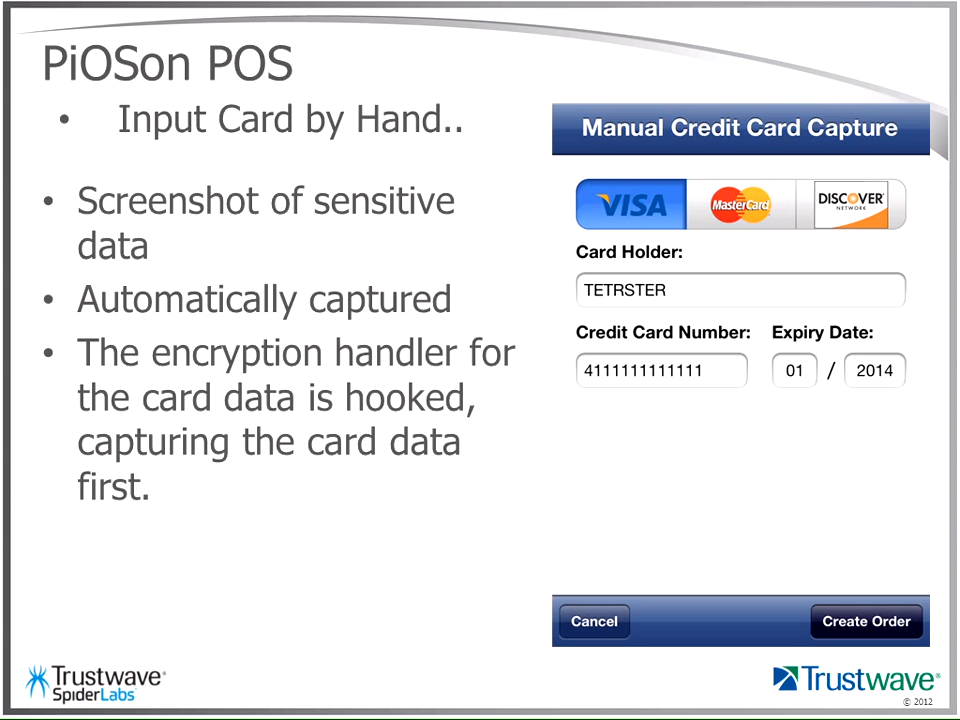 PiOSon POS
• Input Card by Hand..
• Screenshot of sensitive
data
• Automatically captured
• The encryption handler for
the card data is hooked,
capturing the card data
first.
Manual Credit Card Capture
VISA MasterCard DISCOVER
NETWORK
Card Holder:
TETRSTER
Credit Card Number: Expiry Date:
4111111111111 01 / 2014
Cancel Create Order
Trustwave®
SpiderLabs®
Trustwave®
© 2012